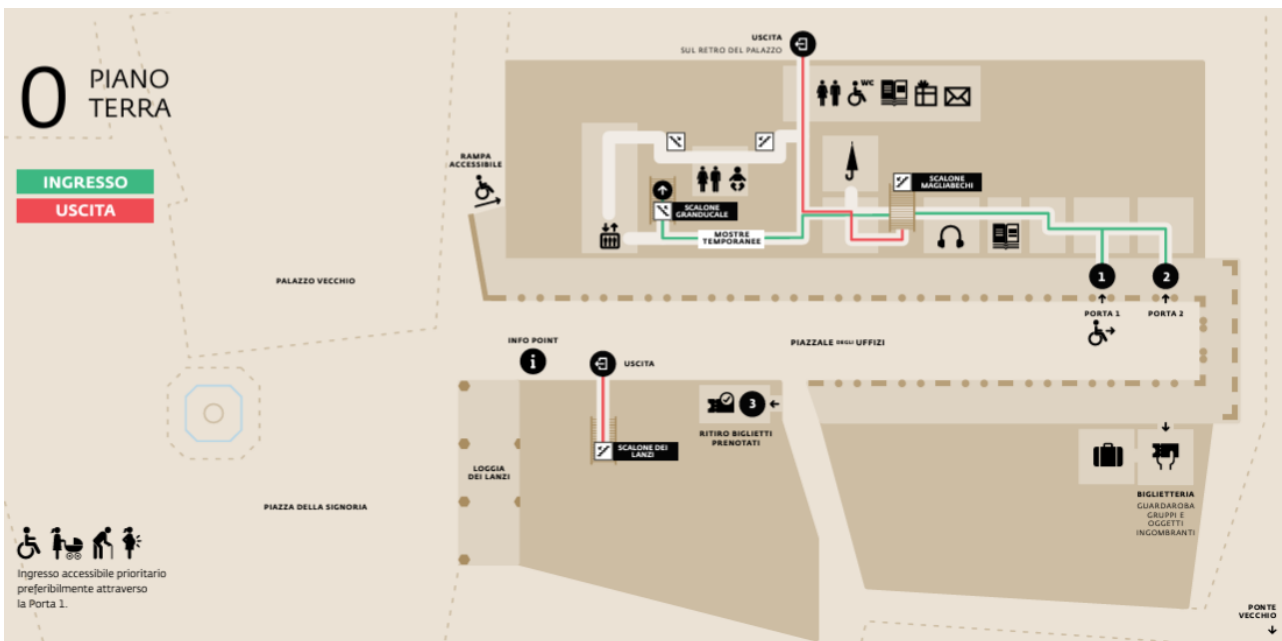 0
PIANO
TERRA
INGRESSO
USCITA
USCITA
SUL RETRO DEL PALAZZO
WC
RAMPA
ACCESSIBILE
SCALONE
MAGLIABECHI
SCALONE
GRANDUCALE
MOSTRE
TEMPORANEE
1
2
PORTA 1
PORTA 2
PALAZZO VECCHIO
PIAZZALE DEGLI UFFIZI
INFO POINT
i
USCITA
3
RITIRO BIGLIETTI
PRENOTATI
SCALONE DEI
LANZI
LOGGIA
DEI LANZI
PIAZZA DELLA SIGNORIA
BIGLIETTERIA
GUARDAROBA
GRUPPI E
OGGETTI
INGOMBRANTI
Ingresso accessibile prioritario
preferibilmente attraverso
la Porta 1.
PONTE
VECCHIO